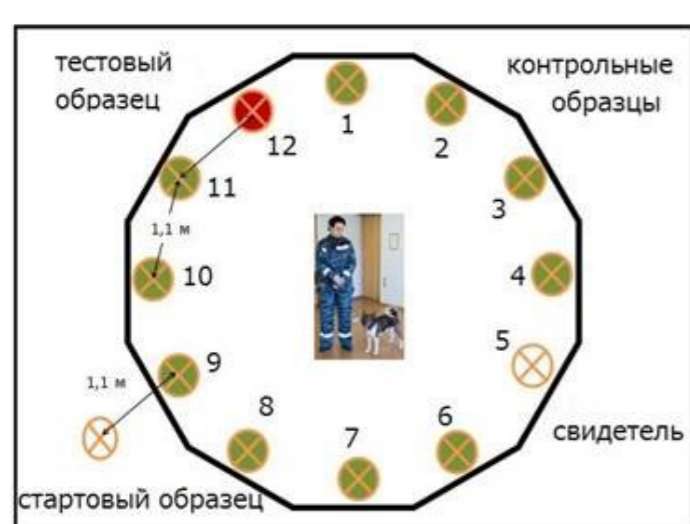 тестовый
образец
контрольные
образцы
12
1
2
11
3
1,1 м
10
4
5
9
1,1 м
8
7
6
свидетель
стартовый образец